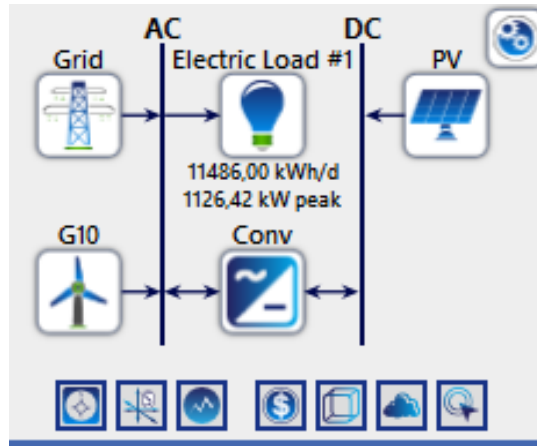 AC DC
Grid Electric Load #1 PV
11486,00 kWh/d
1126,42 kW peak
G10 Conv